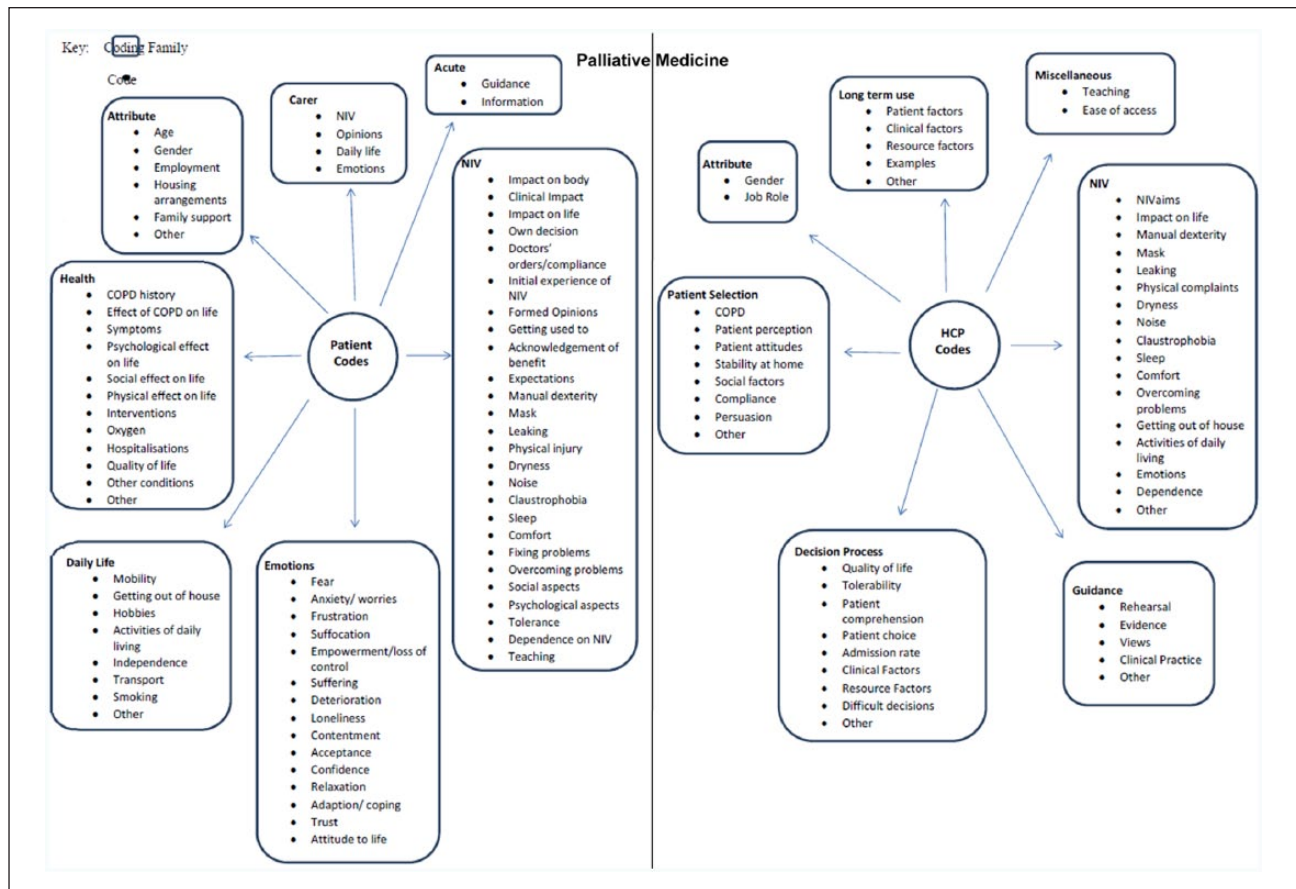 Key: Coding Family
Code
Palliative Medicine
Attribute
Age
Gender
Employment
Housing
arrangements
Family support
Other
Carer
NIV
Opinions
Daily life
Emotions
Acute
Guidance
Information
NIV
Impact on body
Clinical Impact
Impact on life
Own decision
Doctors'
orders/compliance
Initial experience of
NIV
Formed Opinions
Getting used to
Acknowledgement of
benefit
Expectations
Manual dexterity
Mask
Leaking
Physical injury
Dryness
Noise
Claustrophobia
Sleep
Comfort
Fixing problems
Overcoming problems
Social aspects
Psychological aspects
Tolerance
Dependence on NIV
Teaching
Health
COPD history
Effect of COPD on life
Symptoms
Psychological effect
on life
Social effect on life
Physical effect on life
Interventions
Oxygen
Hospitalisations
Quality of life
Other conditions
Other
Patient
Codes
Daily Life
Mobility
Getting out of house
Hobbies
Activities of daily
living
Independence
Transport
Smoking
Other
Emotions
Fear
Anxiety/ worries
Frustration
Suffocation
Empowerment/loss of
control
Suffering
Deterioration
Loneliness
Contentment
Acceptance
Confidence
Relaxation
Adaption/ coping
Trust
Attitude to life
Attribute
Gender
Job Role
Long term use
Patient factors
Clinical factors
Resource factors
Examples
Other
Miscellaneous
Teaching
Ease of access
NIV
NIVaims
Impact on life
Manual dexterity
Mask
Leaking
Physical complaints
Dryness
Noise
Claustrophobia
Sleep
Comfort
Overcoming
problems
Getting out of house
Activities of daily
living
Emotions
Dependence
Other
Patient Selection
COPD
Patient perception
Patient attitudes
Stability at home
Social factors
Compliance
Persuasion
Other
HCP
Codes
Decision Process
Quality of life
Tolerability
Patient
comprehension
Patient choice
Admission rate
Clinical Factors
Resource Factors
Difficult decisions
Other
Guidance
Rehearsal
Evidence
Views
Clinical Practice
Other